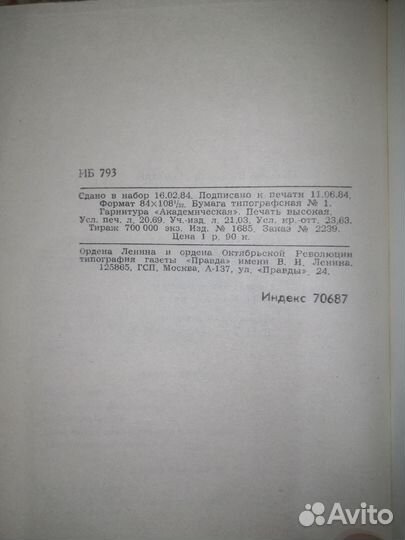 ИБ 793
Сдано в набор 16.02.84. Подписано к печати 11.06.84.
Формат 84×108¹/₃₂. Бумага типографская № 1.
Гарнитура «Академическая». Печать высокая.
Усл. печ. л. 20.69. Уч.-изд. л. 21,03. Усл. кр.-отт. 23,63.
Тираж 700 000 экз. Изд. № 1685. Заказ № 2239.
Цена 1 р. 90 к.
Ордена Ленина и ордена Октябрьской Революции
типография газеты «Правда» имени В. И. Ленина.
125865, ГСП, Москва, А-137, ул. «Правды», 24.
Индекс 70687
Avito